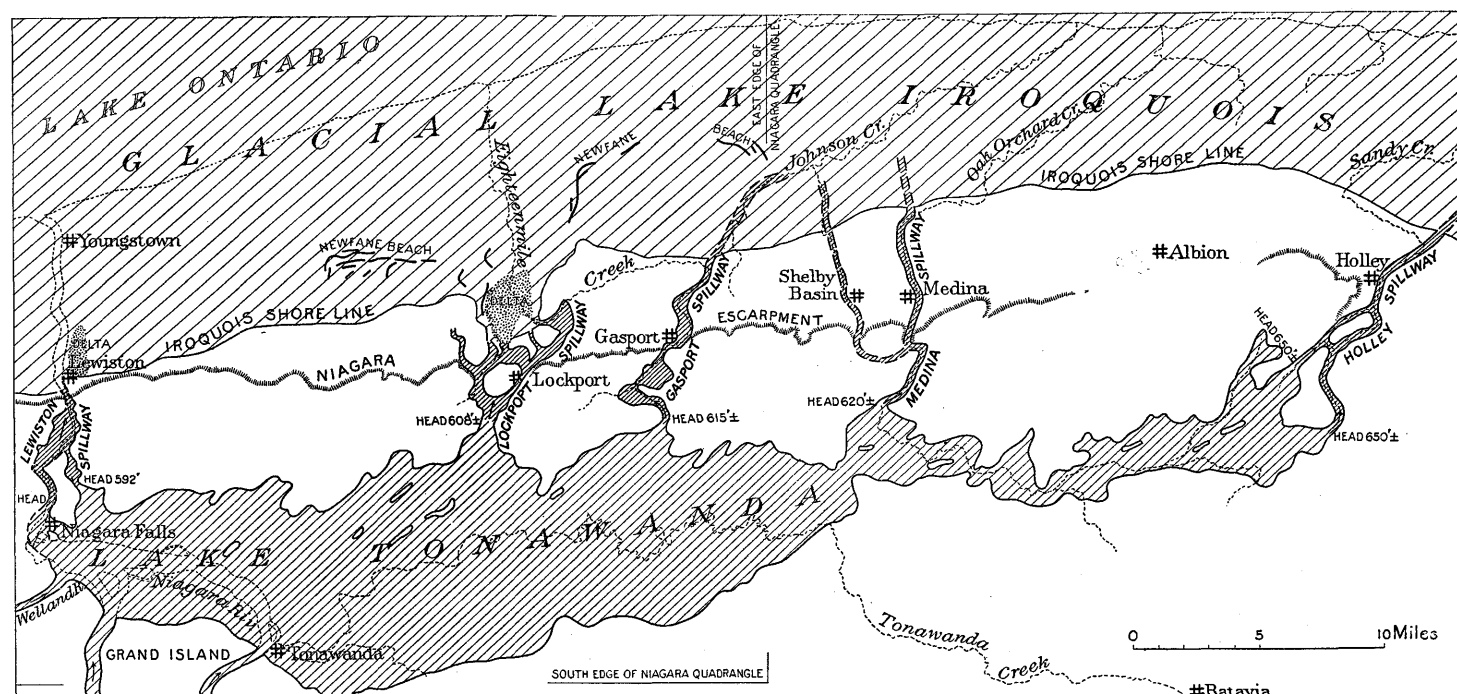 LAKE ONTARIO
GLACIAL LAKE IROQUOIS
EAST EDGE OF
NIAGARA QUADRANGLE
NEWFANE
BEACH
Johnson Cr.
Oak Orchard Cr.
IROQUOIS SHORE LINE
Sandy Cr.
Eighteenmile
Youngstown
NEWFANE BEACH
Creek
SPILLWAY
SPILLWAY
Albion
Holley
Shelby
Basin
Medina
SPILLWAY
DELTA
IROQUOIS SHORE LINE
SPILLWAY
Gasport
ESCARPMENT
HEAD 650'±
HOLLEY
DELTA
Lewiston
NIAGARA
Lockport
GASPORT
MEDINA
LEWISTON
SPILLWAY
HEAD 608'±
LOCKPORT
HEAD 615'±
HEAD 620'±
HEAD 650'±
HEAD 592'
HEAD
Niagara Falls
LAKE TONAWANDA
Niagara Riv.
Welland R.
GRAND ISLAND
Tonawanda
SOUTH EDGE OF NIAGARA QUADRANGLE
Tonawanda
Creek
0 5 10 Miles
Batavia